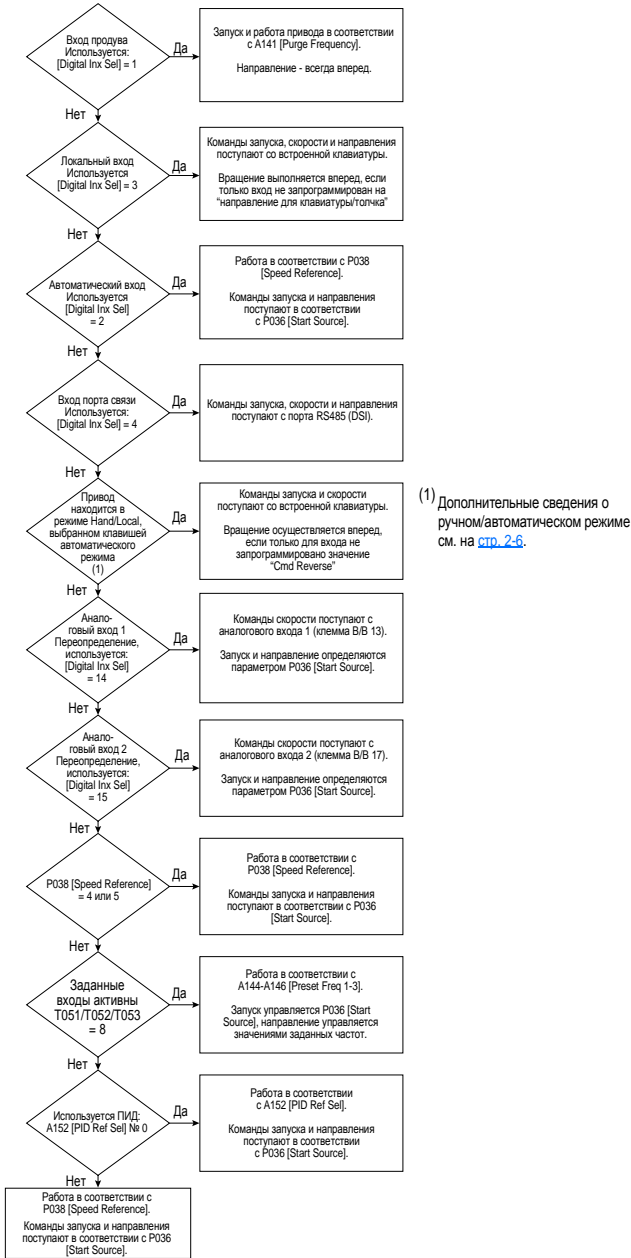 Вход продува
Используется:
[Digital Inx Sel] = 1
Да
Запуск и работа привода в соответствии
с A141 [Purge Frequency].
Направление - всегда вперед.
Нет
Локальный вход
Используется
[Digital Inx Sel] = 3
Да
Команды запуска, скорости и направления
поступают со встроенной клавиатуры.
Вращение выполняется вперед, если
только вход не запрограммирован на
“направление для клавиатуры/толчка”
Нет
Автоматический вход
Используется
[Digital Inx Sel]
= 2
Да
Работа в соответствии с P038
[Speed Reference].
Команды запуска и направления
поступают в соответствии
с P036 [Start Source].
Нет
Вход порта связи
Используется:
[Digital Inx Sel] = 4
Да
Команды запуска, скорости и направления
поступают с порта RS485 (DSI).
Нет
Привод
находится в
режиме Hand/Local,
выбранном клавишей
автоматического
режима
(1)
Да
Команды запуска и скорости
поступают со встроенной клавиатуры.
Вращение осуществляется вперед,
если только для входа не
запрограммировано значение
“Cmd Reverse”
(1) Дополнительные сведения о
ручном/автоматическом режиме
см. на стр. 2-6.
Нет
Анало-
говый вход 1
Переопределение,
используется:
[Digital Inx Sel]
= 14
Да
Команды скорости поступают с
аналогового входа 1 (клемма В/В 13).
Запуск и направление определяются
параметром P036 [Start Source].
Нет
Анало-
говый вход 2
Переопределение,
используется:
[Digital Inx Sel]
= 15
Да
Команды скорости поступают с
аналогового входа 2 (клемма В/В 17).
Запуск и направление определяются
параметром P036 [Start Source].
Нет
P038 [Speed Reference]
= 4 или 5
Да
Работа в соответствии с
P038 [Speed Reference].
Команды запуска и направления
поступают в соответствии с P036
[Start Source].
Нет
Заданные
входы активны
T051/T052/T053
= 8
Да
Работа в соответствии с
A144-A146 [Preset Freq 1-3].
Запуск управляется P036 [Start
Source], направление управляется
значениями заданных частот.
Нет
Используется ПИД:
A152 [PID Ref Sel] № 0
Да
Работа в соответствии
с A152 [PID Ref Sel].
Команды запуска и направления
поступают в соответствии
с P036 [Start Source].
Нет
Работа в соответствии с
P038 [Speed Reference].
Команды запуска и направления
поступают в соответствии с P036
[Start Source].